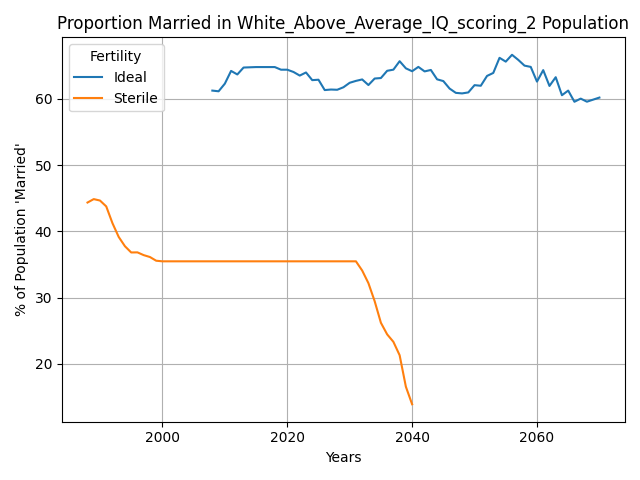 Proportion Married in White_Above_Average_IQ_scoring_2 Population
Fertility
Ideal
Sterile
% of Population 'Married'
60
50
40
30
20
2000
2020
2040
2060
Years